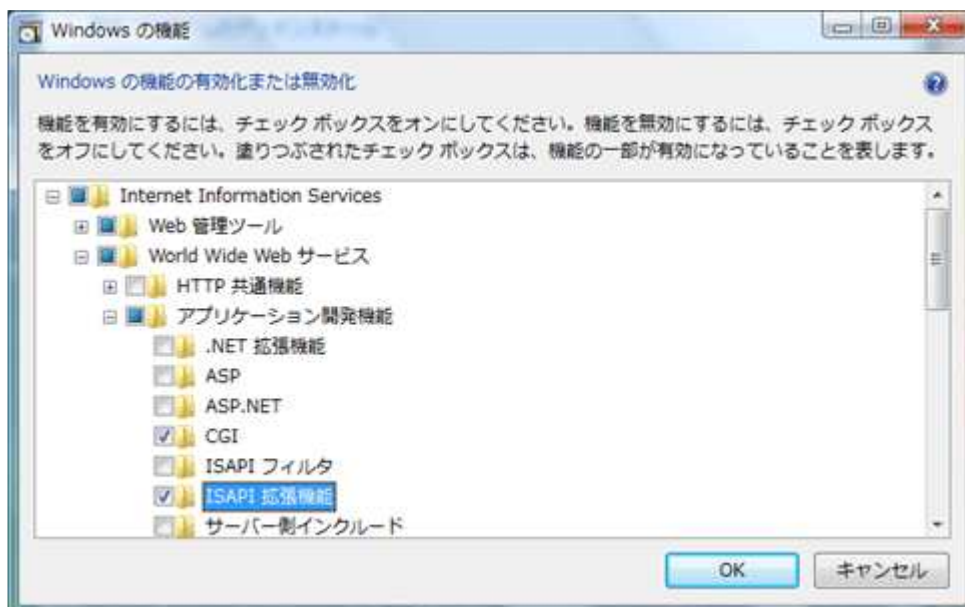 Windows の機能
Windows の機能の有効化または無効化
機能を有効にするには、チェック ボックスをオンにしてください。機能を無効にするには、チェック ボックス
をオフにしてください。塗りつぶされたチェック ボックスは、機能の一部が有効になっていることを表します。
Internet Information Services
Web 管理ツール
World Wide Web サービス
HTTP 共通機能
アプリケーション開発機能
.NET 拡張機能
ASP
ASP.NET
CGI
ISAPI フィルタ
ISAPI 拡張機能
サーバー側インクルード
OK キャンセル